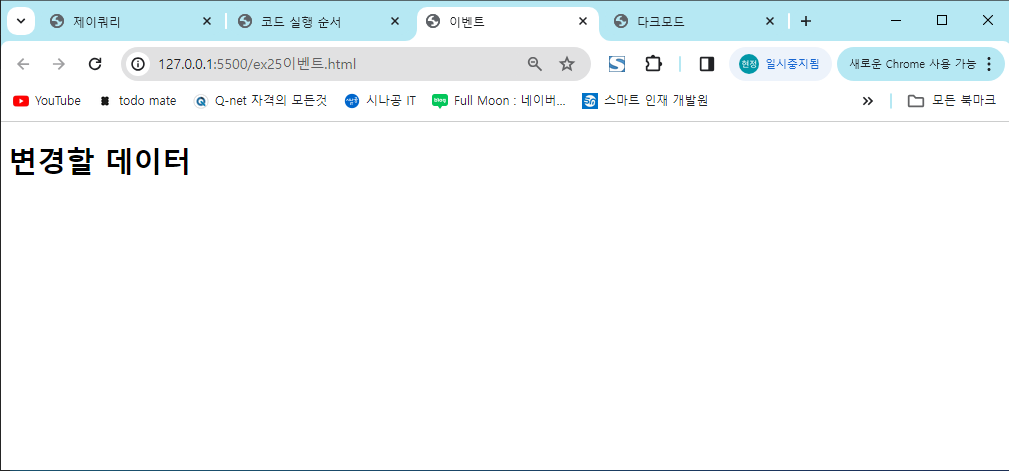 제이쿼리
코드 실행 순서
이벤트
다크모드
127.0.0.1:5500/ex25이벤트.html
S
현정
일시중지됨
새로운 Chrome 사용 가능
YouTube
todo mate
Q
Q-net 자격의 모든것
시나공
시나공 IT
blog
Full Moon : 네이버...
스마트 인재 개발원
모든 북마크
변경할 데이터